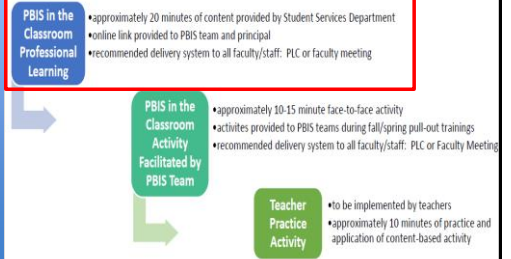 PBIS in the
Classroom
Professional
Learning
•approximately 20 minutes of content provided by Student Services Department
•online link provided to PBIS team and principal
•recommended delivery system to all faculty/staff: PLC or faculty meeting
PBIS in the
Classroom
Activity
Facilitated by
PBIS Team
•approximately 10-15 minute face-to-face activity
•activites provided to PBIS teams during fall/spring pull-out trainings
•recommended delivery system to all faculty/staff: PLC or Faculty Meeting
Teacher
Practice
Activity
•to be implemented by teachers
•approximately 10 minutes of practice and
application of content-based activity